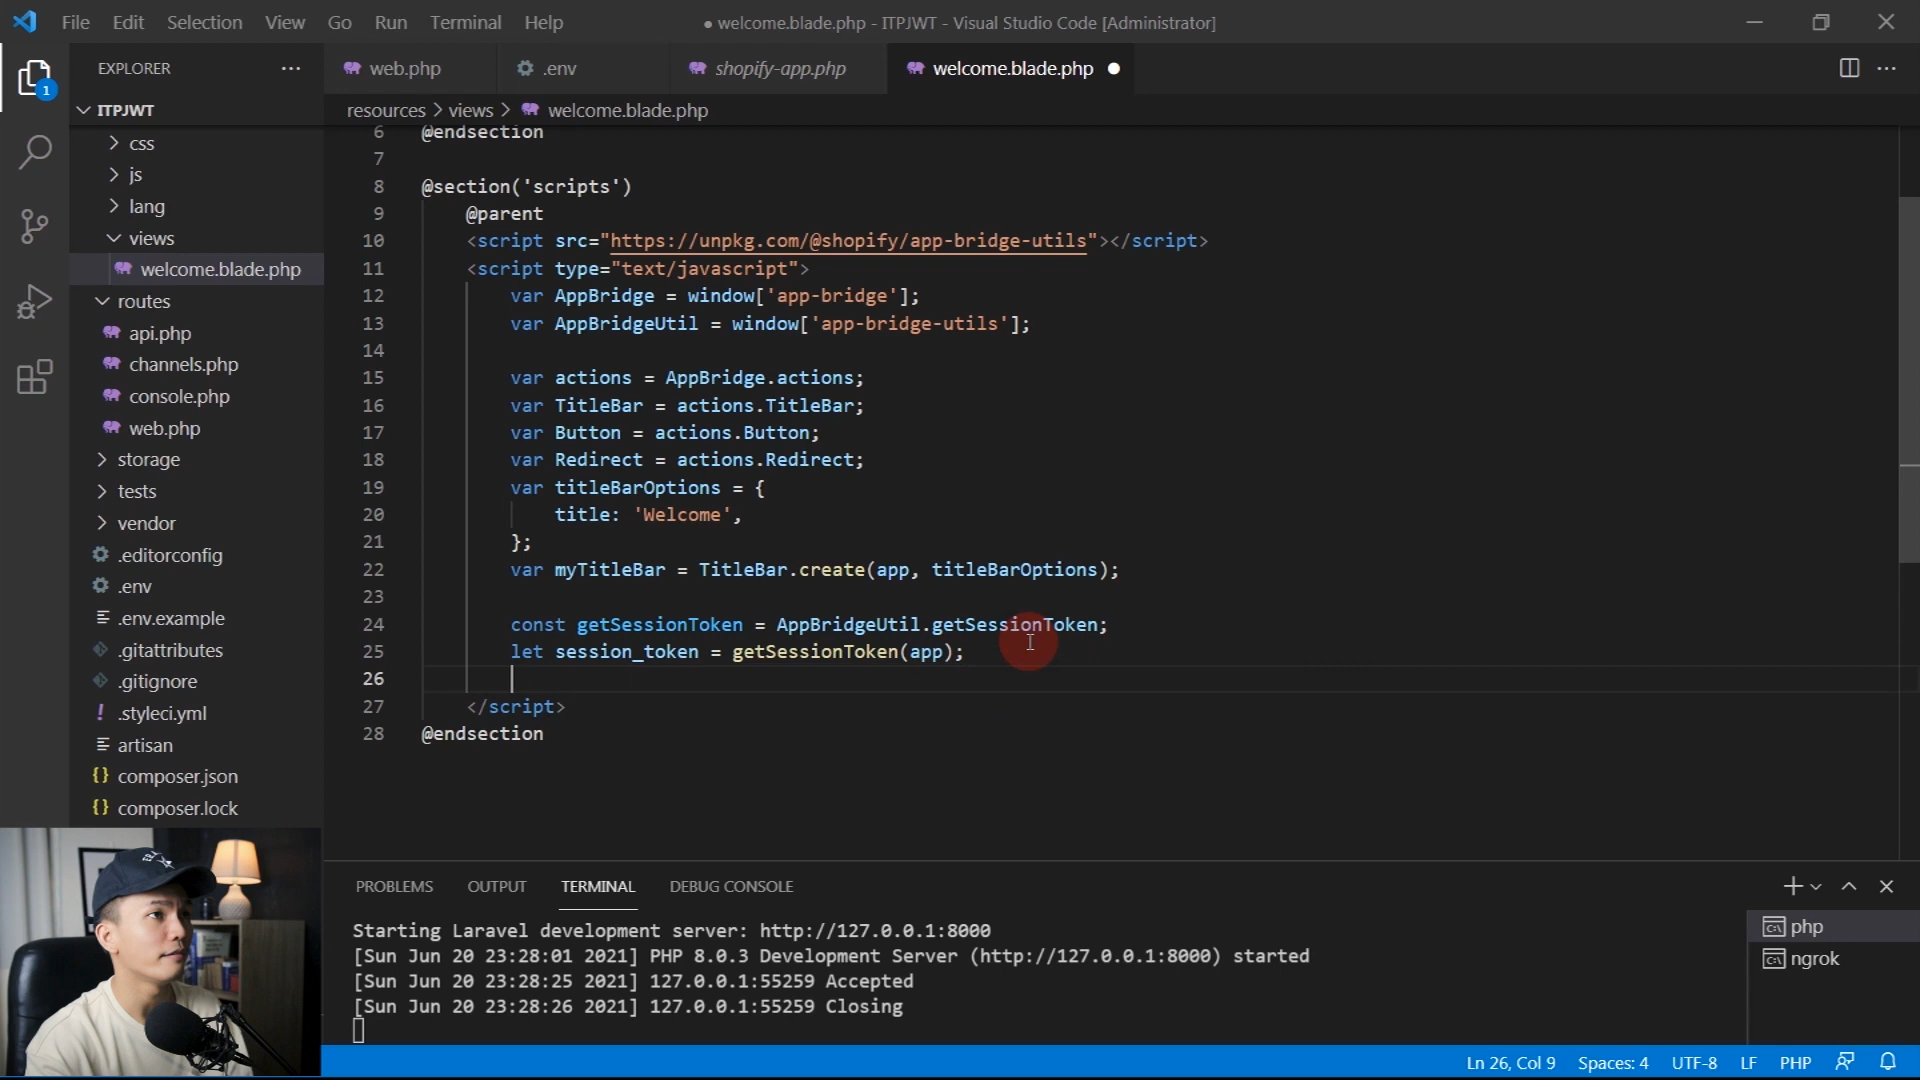 File Edit Selection View Go Run Terminal Help
● welcome.blade.php - ITPJWT - Visual Studio Code [Administrator]
EXPLORER
1
ITPJWT
css
js
lang
views
welcome.blade.php
routes
api.php
channels.php
console.php
web.php
storage
tests
vendor
.editorconfig
.env
.env.example
.gitattributes
.gitignore
.styleci.yml
artisan
composer.json
composer.lock
web.php
.env
shopify-app.php
welcome.blade.php
resources > views > welcome.blade.php
6 @endsection
7
8 @section('scripts')
9 @parent
10 <script src="https://unpkg.com/@shopify/app-bridge-utils"></script>
11 <script type="text/javascript">
12 var AppBridge = window['app-bridge'];
13 var AppBridgeUtil = window['app-bridge-utils'];
14
15 var actions = AppBridge.actions;
16 var TitleBar = actions.TitleBar;
17 var Button = actions.Button;
18 var Redirect = actions.Redirect;
19 var titleBarOptions = {
20 title: 'Welcome',
21 };
22 var myTitleBar = TitleBar.create(app, titleBarOptions);
23
24 const getSessionToken = AppBridgeUtil.getSessionToken;
25 let session_token = getSessionToken(app);
26
27 </script>
28 @endsection
PROBLEMS OUTPUT TERMINAL DEBUG CONSOLE
Starting Laravel development server: http://127.0.0.1:8000
[Sun Jun 20 23:28:01 2021] PHP 8.0.3 Development Server (http://127.0.0.1:8000) started
[Sun Jun 20 23:28:25 2021] 127.0.0.1:55259 Accepted
[Sun Jun 20 23:28:26 2021] 127.0.0.1:55259 Closing
php
ngrok
Ln 26, Col 9 Spaces: 4 UTF-8 LF PHP